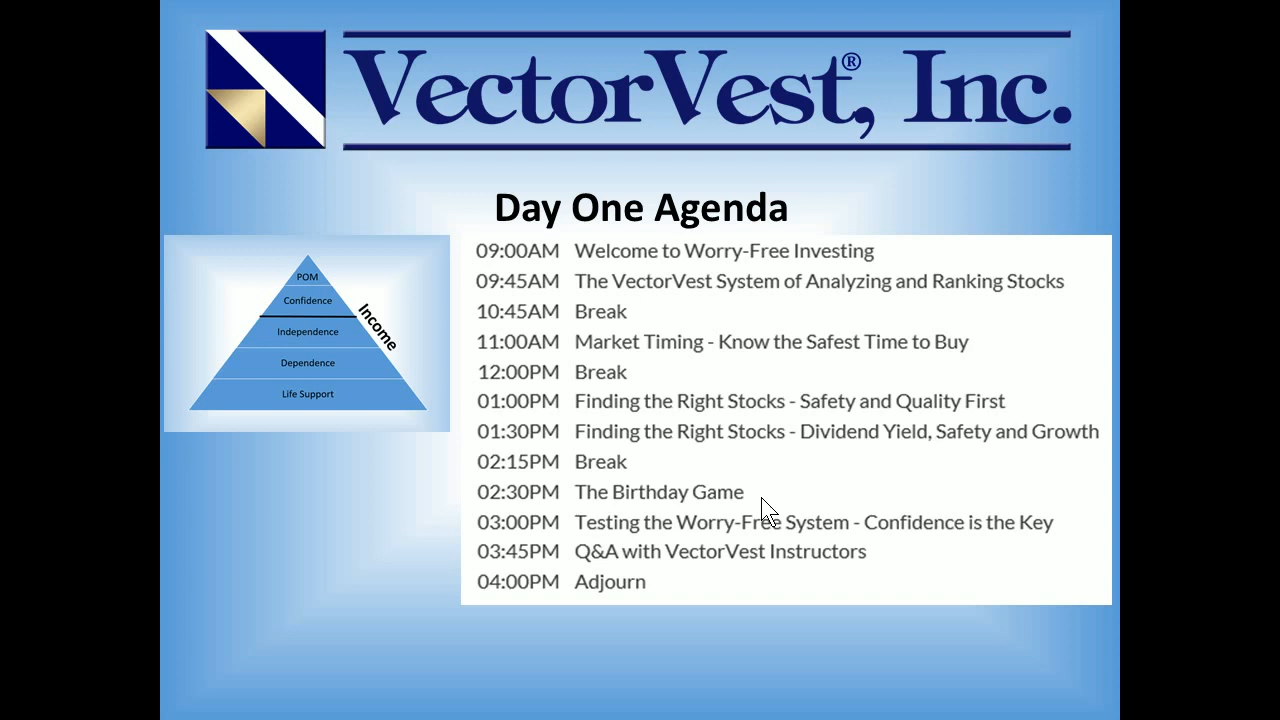 VectorVest®, Inc.
Day One Agenda
POM
Confidence
Independence
Dependence
Life Support
Income
09:00AM Welcome to Worry-Free Investing
09:45AM The VectorVest System of Analyzing and Ranking Stocks
10:45AM Break
11:00AM Market Timing - Know the Safest Time to Buy
12:00PM Break
01:00PM Finding the Right Stocks - Safety and Quality First
01:30PM Finding the Right Stocks - Dividend Yield, Safety and Growth
02:15PM Break
02:30PM The Birthday Game
03:00PM Testing the Worry-Free System - Confidence is the Key
03:45PM Q&A with VectorVest Instructors
04:00PM Adjourn